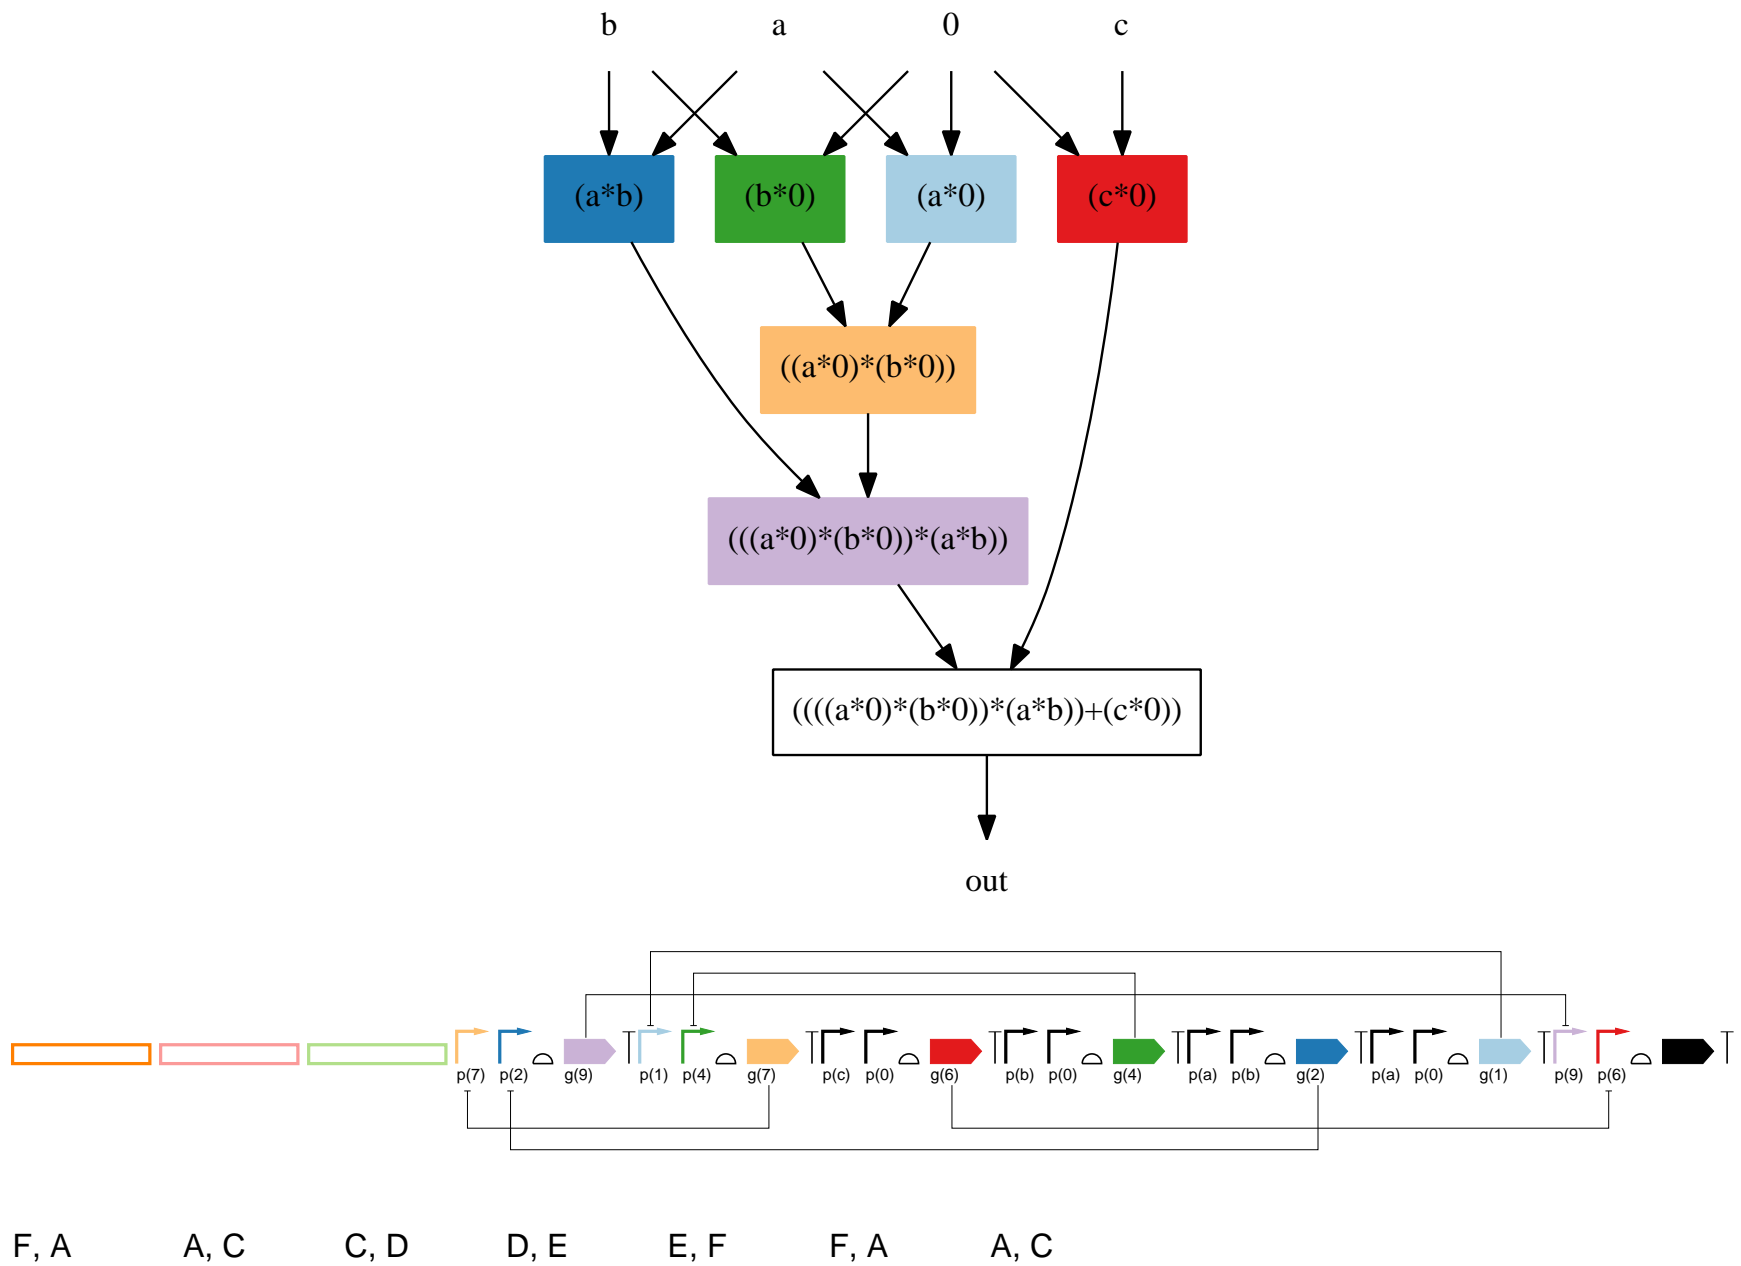 b a 0 c
(a*b) (b*0) (a*0) (c*0)
((a*0)*(b*0))
(((a*0)*(b*0))*(a*b))
((((a*0)*(b*0))*(a*b))+(c*0))
out
p(7) p(2) g(9) p(1) p(4) g(7) p(c) p(0) g(6) p(b) p(0) g(4) p(a) p(b) g(2) p(a) p(0) g(1) p(9) p(6)
F, A A, C C, D D, E E, F F, A A, C